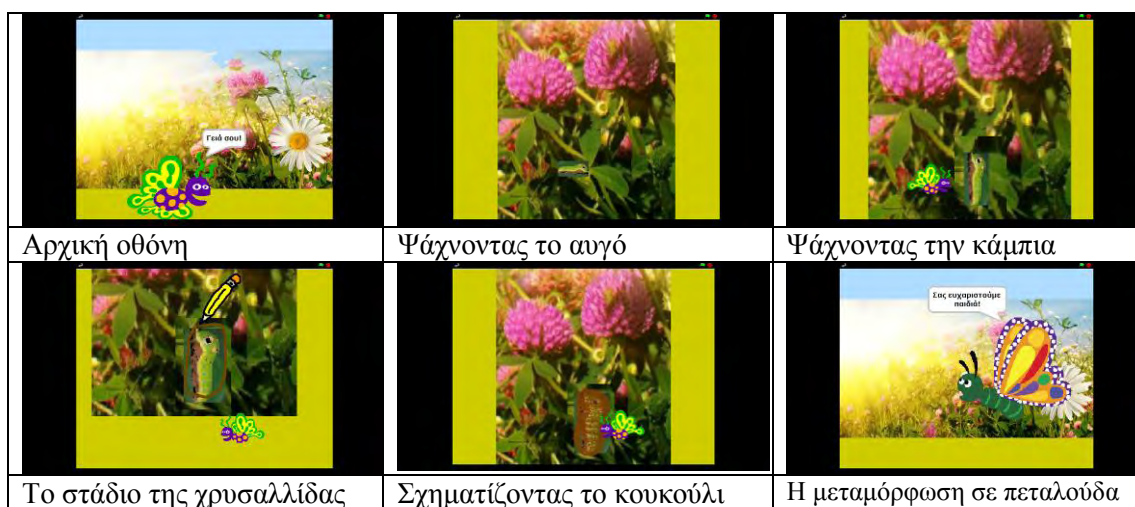 Γειά σου!
Αρχική οθόνη
Ψάχνοντας το αυγό
Ψάχνοντας την κάμπια
Σας ευχαριστούμε
παιδιά!
Το στάδιο της χρυσαλλίδας
Σχηματίζοντας το κουκούλι
Η μεταμόρφωση σε πεταλούδα